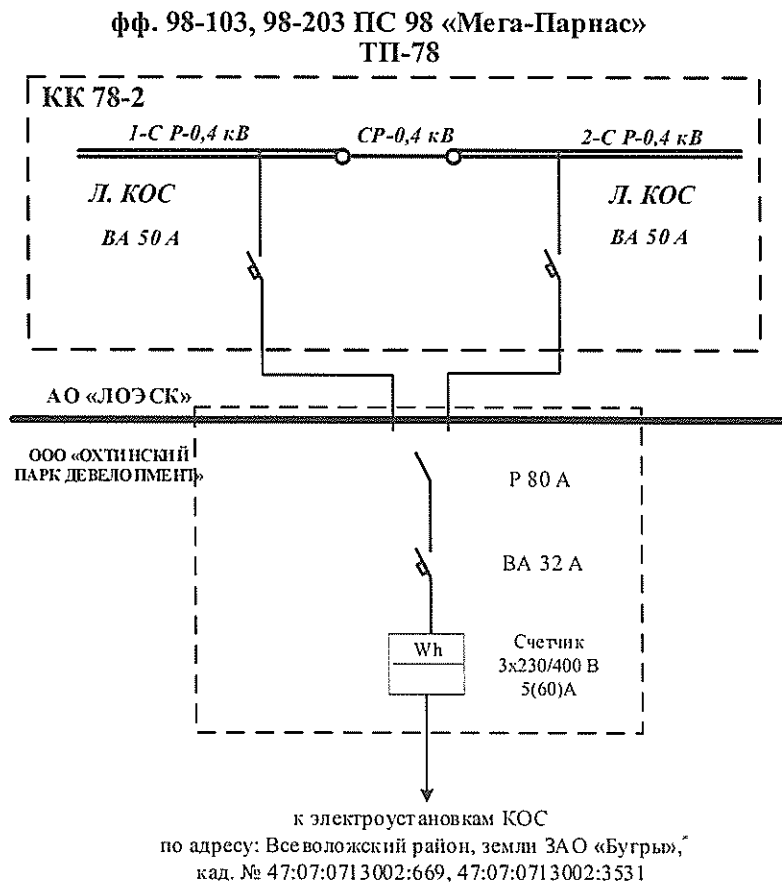 фф. 98-103, 98-203 ПС 98 «Мега-Парнас»
ТП-78
КК 78-2
1-С Р-0,4 кВ СР-0,4 кВ 2-С Р-0,4 кВ
Л. КОС Л. КОС
ВА 50 А ВА 50 А
АО «ЛОЭСК»
ООО «ОХТИНСКИЙ
ПАРК ДЕВЕЛОПМЕНТ»
Р 80 А
ВА 32 А
Wh
Счетчик
3х230/400 В
5(60)А
к электроустановкам КОС
по адресу: Всеволожский район, земли ЗАО «Бугры»,
кад. № 47:07:0713002:669, 47:07:0713002:3531